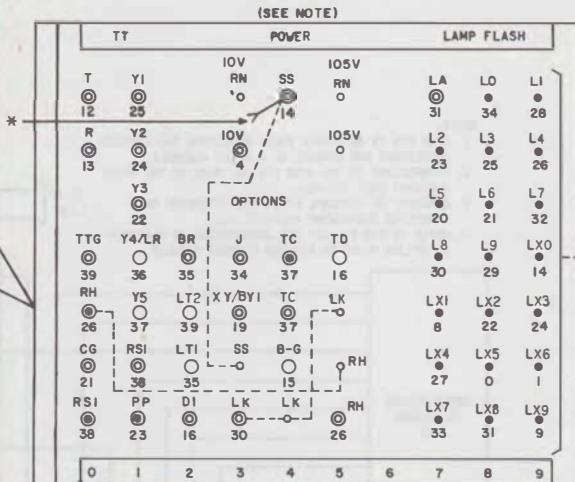 (SEE NOTE)
TT POWER LAMP FLASH
10V 105V
T Y1 RN SS RN LA L0 L1
12 25 14 31 34 28
*
R Y2 10V 105V L2 L3 L4
13 24 4 23 25 26
Y3 OPTIONS L5 L6 L7
22 20 21 32
TTG Y4/LR BR J TC TD L8 L9 LX0
39 36 35 34 37 16 30 29 14
RH Y5 LT2 XY/BY1 TC LK LX1 LX2 LX3
26 37 39 19 37 8 22 24
CG RS1 LT1 SS B-G RH LX4 LX5 LX6
21 38 35 15 27 0 1
RS1 PP D1 LK LK RH LX7 LX8 LX9
38 23 16 30 26 33 31 9
0 1 2 3 4 5 6 7 8 9